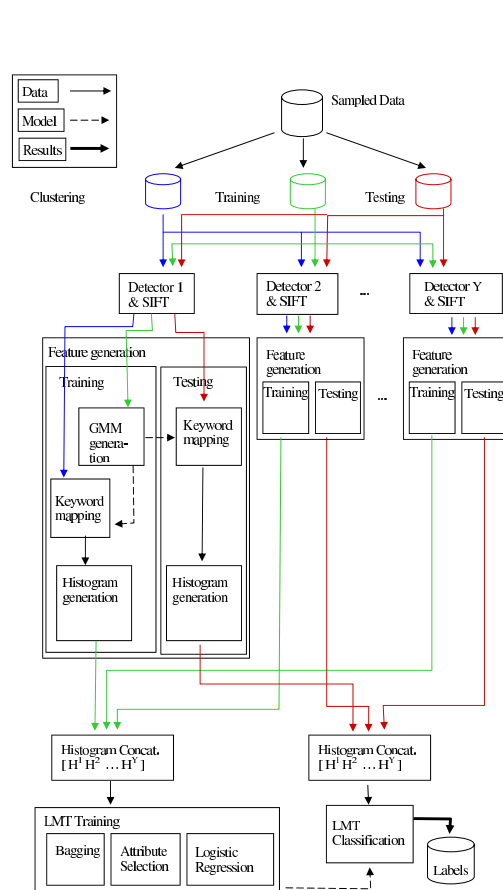 Data
Model
Results
Sampled Data
Clustering
Training
Testing
Detector 1
& SIFT
Detector 2
& SIFT
...
Detector Y
& SIFT
Feature generation
Training
Testing
GMM
genera-
tion
Keyword
mapping
Keyword
mapping
Histogram
generation
Histogram
generation
Feature
generation
Training
Testing
...
Feature
generation
Training
Testing
Histogram Concat.
[ H¹ H² ... Hʸ ]
Histogram Concat.
[ H¹ H² ... Hʸ ]
LMT Training
Bagging
Attribute
Selection
Logistic
Regression
LMT
Classification
Labels